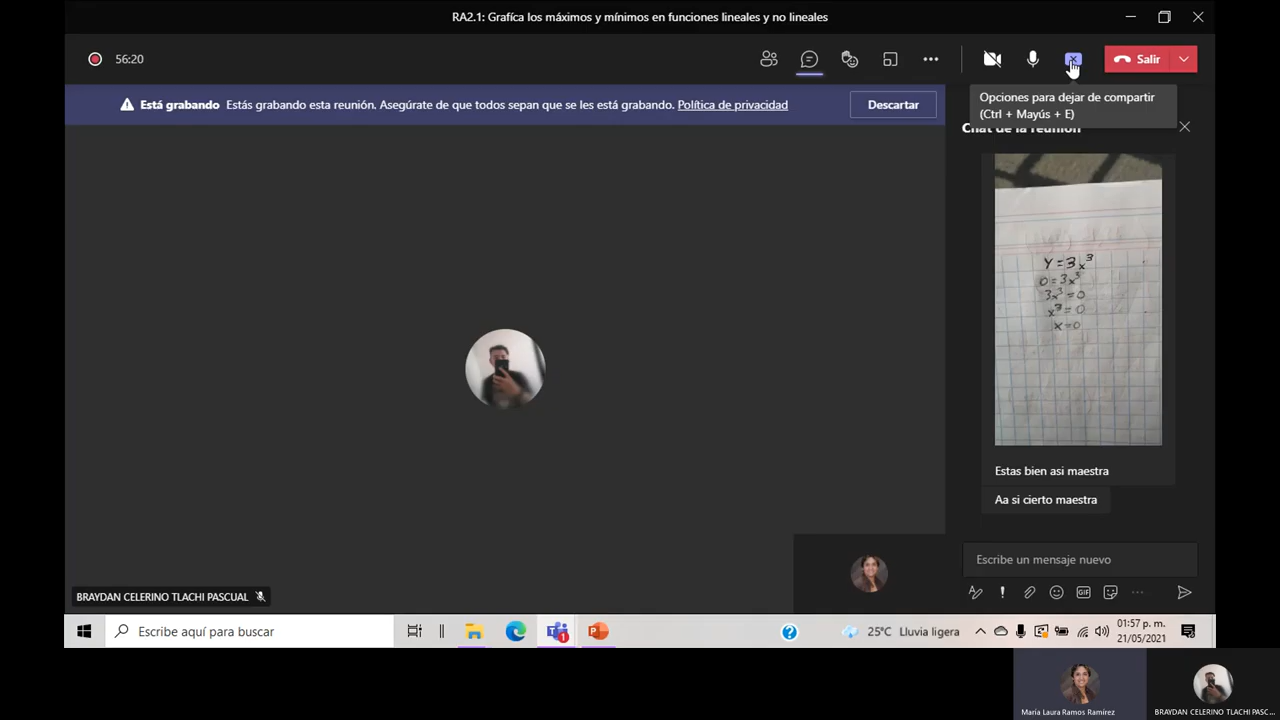 RA2.1: Grafíca los máximos y mínimos en funciones lineales y no lineales
56:20
Salir
Está grabando Estás grabando esta reunión. Asegúrate de que todos sepan que se les está grabando. Política de privacidad
Descartar
Opciones para dejar de compartir
(Ctrl + Mayús + E)
Chat de la reunión
Y=3x³
0=3x³
3x³=0
x³=0
x=0
Estas bien asi maestra
Aa si cierto maestra
Escribe un mensaje nuevo
GIF
BRAYDAN CELERINO TLACHI PASCUAL
Escribe aquí para buscar
1
25°C Lluvia ligera
01:57 p. m.
21/05/2021
María Laura Ramos Ramírez
BRAYDAN CELERINO TLACHI PASC...